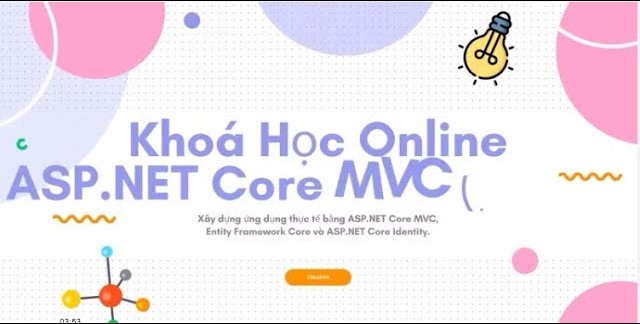 Khoá Học Online
ASP.NET Core MVC (.
Xây dựng ứng dụng thực tế bằng ASP.NET Core MVC,
Entity Framework Core và ASP.NET Core Identity.
03:53